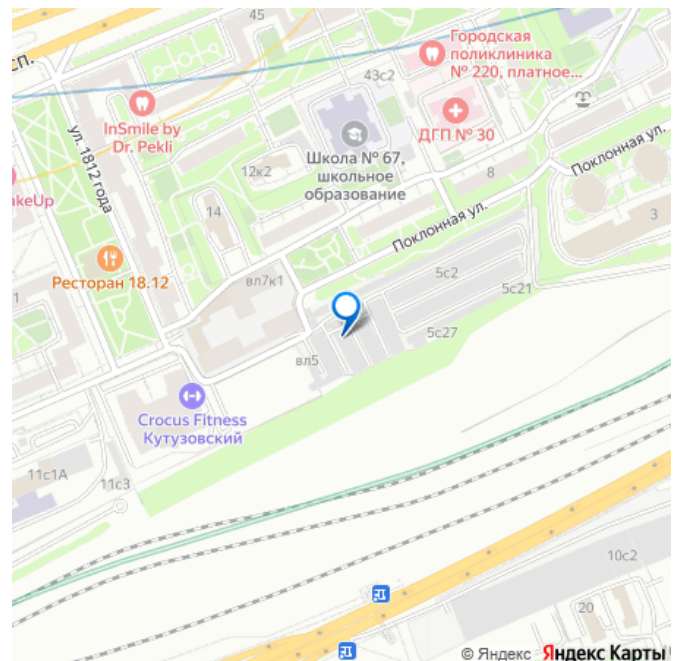 45
СП.
Городская
поликлиника
№ 220, платное...
43с2
InSmile by
Dr. Pekli
ДГП № 30
ул. 1812 года
Школа № 67,
школьное
образование
12к2
8
Поклонная ул.
akeUp
14
3
Поклонная ул.
Ресторан 18.12
вл7к1
5с2
5с21
1
5с27
вл5
Crocus Fitness
Кутузовский
11с1А
11с3
10с2
20
© Яндекс Яндекс Карты